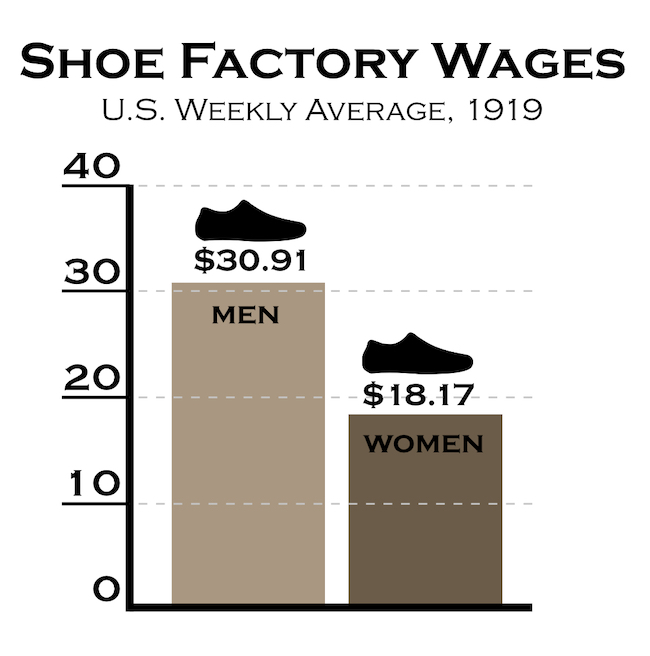 SHOE FACTORY WAGES
U.S. WEEKLY AVERAGE, 1919
40
$30.91
30
MEN
20
$18.17
WOMEN
10
0